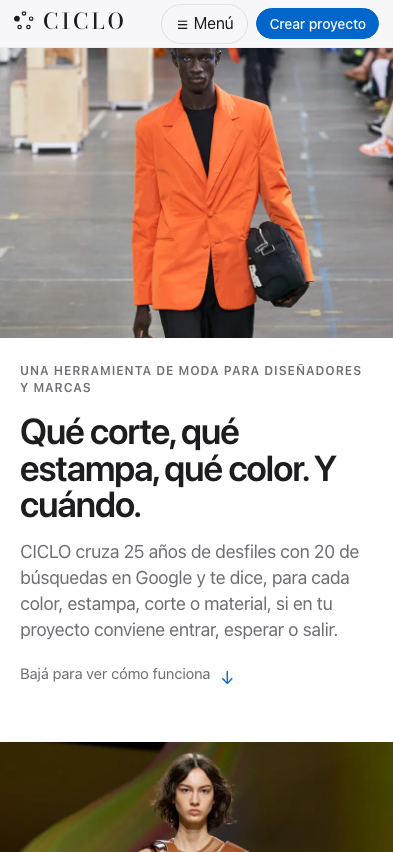 CICLO
≡ Menú
Crear proyecto
UNA HERRAMIENTA DE MODA PARA DISEÑADORES
Y MARCAS
Qué corte, qué
estampa, qué color. Y
cuándo.
CICLO cruza 25 años de desfiles con 20 de
búsquedas en Google y te dice, para cada
color, estampa, corte o material, si en tu
proyecto conviene entrar, esperar o salir.
Bajá para ver cómo funciona ↓